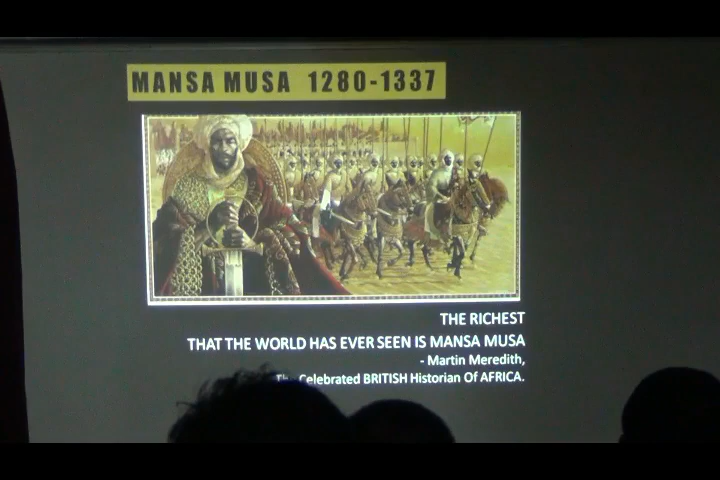 MANSA MUSA 1280-1337
THE RICHEST
THAT THE WORLD HAS EVER SEEN IS MANSA MUSA
- Martin Meredith,
The Celebrated BRITISH Historian Of AFRICA.